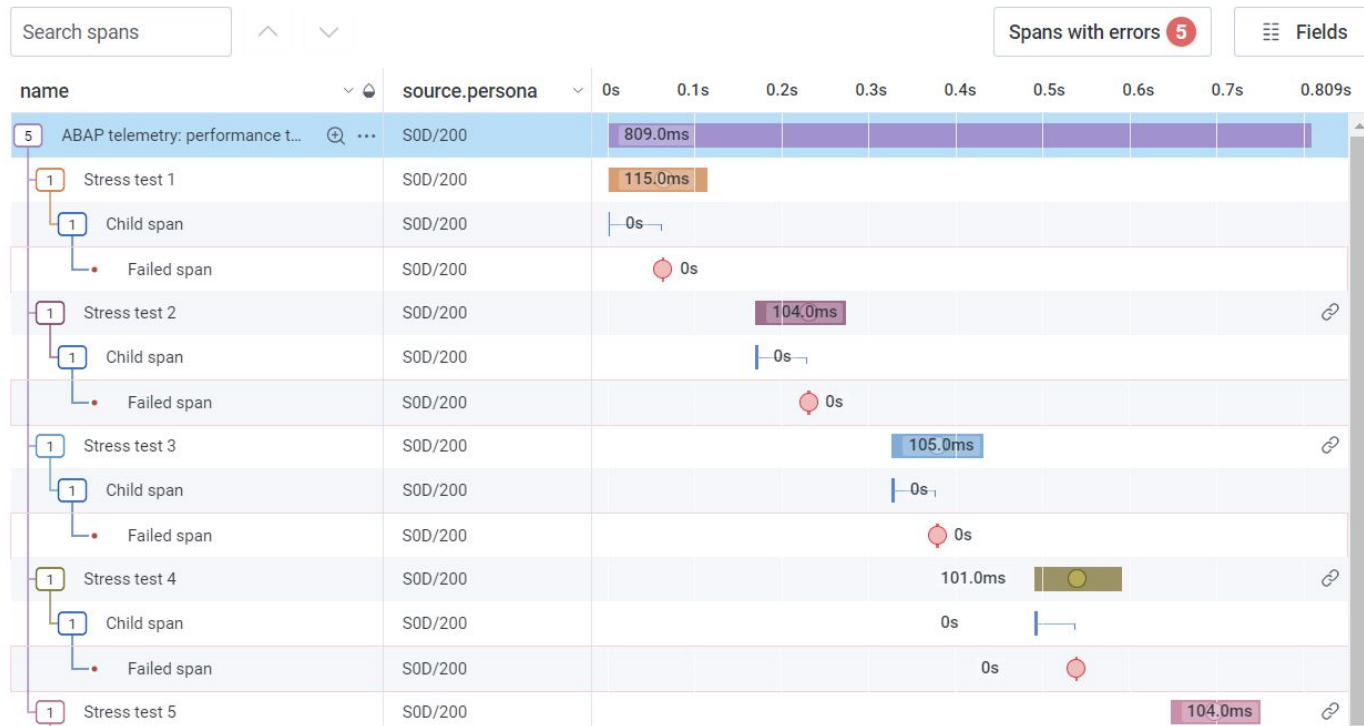 Search spans
Spans with errors 5
Fields
name source.persona 0s 0.1s 0.2s 0.3s 0.4s 0.5s 0.6s 0.7s 0.809s
5 ABAP telemetry: performance t... S0D/200 809.0ms
1 Stress test 1 S0D/200 115.0ms
1 Child span S0D/200 0s
Failed span S0D/200 0s
1 Stress test 2 S0D/200 104.0ms
1 Child span S0D/200 0s
Failed span S0D/200 0s
1 Stress test 3 S0D/200 105.0ms
1 Child span S0D/200 0s
Failed span S0D/200 0s
1 Stress test 4 S0D/200 101.0ms
1 Child span S0D/200 0s
Failed span S0D/200 0s
1 Stress test 5 S0D/200 104.0ms